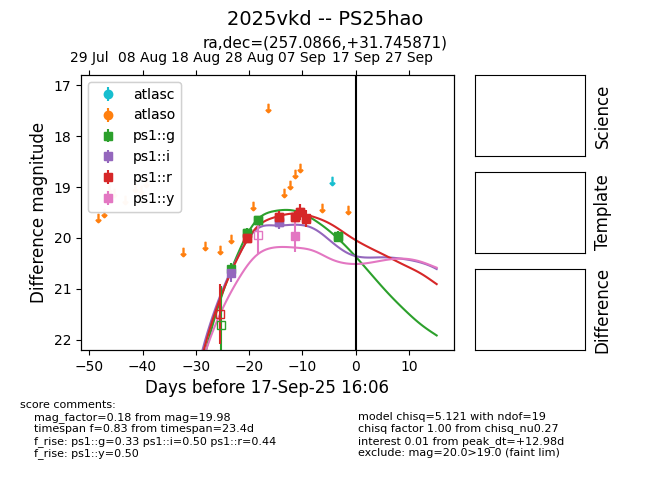 2025vkd -- PS25hao
ra,dec=(257.0866,+31.745871)
29 Jul 08 Aug 18 Aug 28 Aug 07 Sep 17 Sep 27 Sep
17
18
19
20
21
22
Difference magnitude
atlasc
atlaso
ps1::g
ps1::i
ps1::r
ps1::y
−50 −40 −30 −20 −10 0 10
Days before 17-Sep-25 16:06
Science
Template
Difference
score comments:
mag_factor=0.18 from mag=19.98
timespan f=0.83 from timespan=23.4d
f_rise: ps1::g=0.33 ps1::i=0.50 ps1::r=0.44
f_rise: ps1::y=0.50
model chisq=5.121 with ndof=19
chisq factor 1.00 from chisq_nu0.27
interest 0.01 from peak_dt=+12.98d
exclude: mag=20.0>19.0 (faint lim)